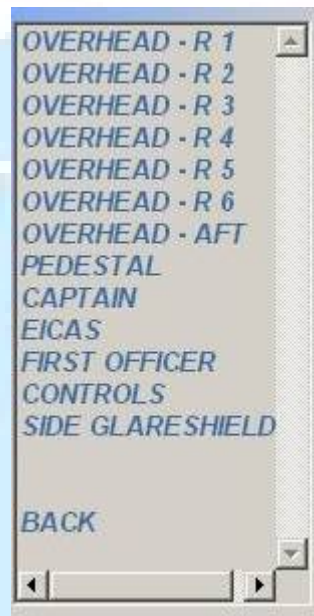 OVERHEAD - R 1
OVERHEAD - R 2
OVERHEAD - R 3
OVERHEAD - R 4
OVERHEAD - R 5
OVERHEAD - R 6
OVERHEAD - AFT
PEDESTAL
CAPTAIN
EICAS
FIRST OFFICER
CONTROLS
SIDE GLARESHIELD
BACK